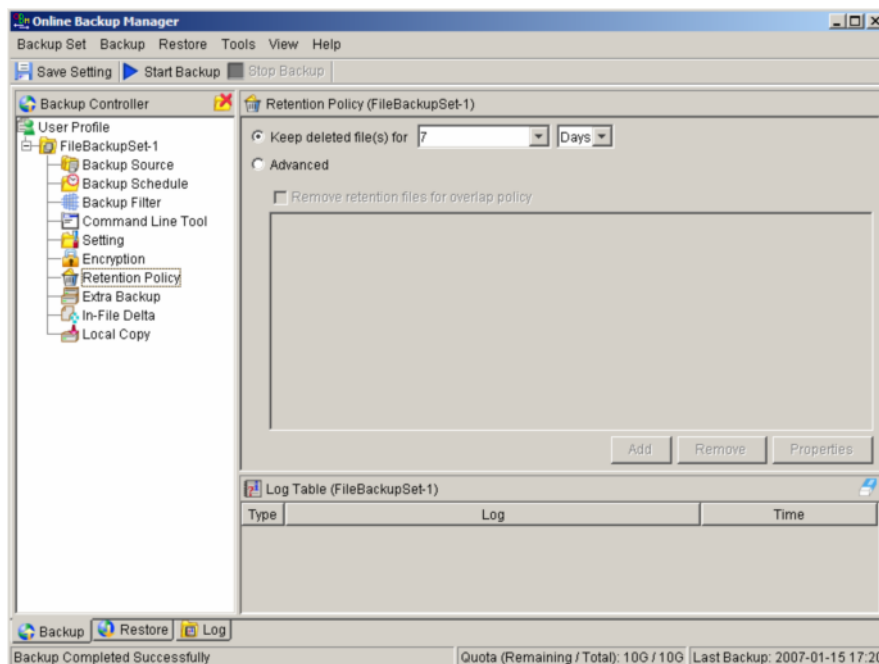 Online Backup Manager
Backup Set Backup Restore Tools View Help
Save Setting Start Backup Stop Backup
Backup Controller
User Profile
FileBackupSet-1
Backup Source
Backup Schedule
Backup Filter
Command Line Tool
Setting
Encryption
Retention Policy
Extra Backup
In-File Delta
Local Copy
Retention Policy (FileBackupSet-1)
Keep deleted file(s) for 7 Days
Advanced
Remove retention files for overlap policy
Add Remove Properties
Log Table (FileBackupSet-1)
Type Log Time
Backup Restore Log
Backup Completed Successfully Quota (Remaining / Total): 10G / 10G Last Backup: 2007-01-15 17:20